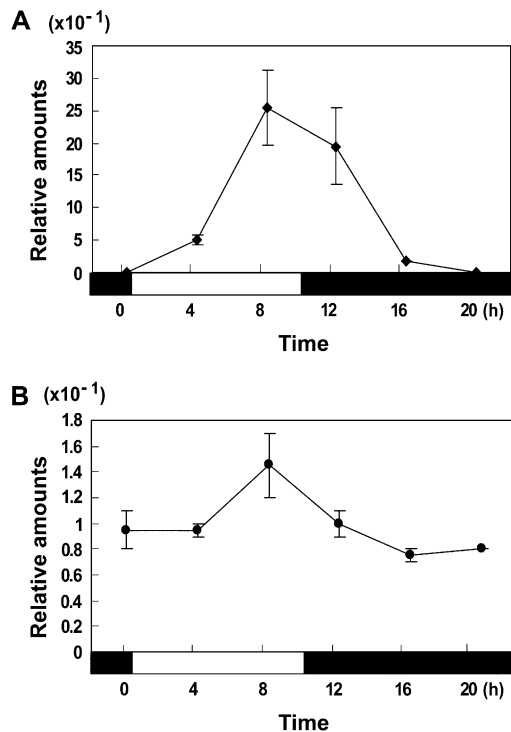 A (x10⁻¹)
35
30
25
20
15
10
5
0
Relative amounts
0 4 8 12 16 20 (h)
Time
B (x10⁻¹)
1.8
1.6
1.4
1.2
1
0.8
0.6
0.4
0.2
0
Relative amounts
0 4 8 12 16 20 (h)
Time